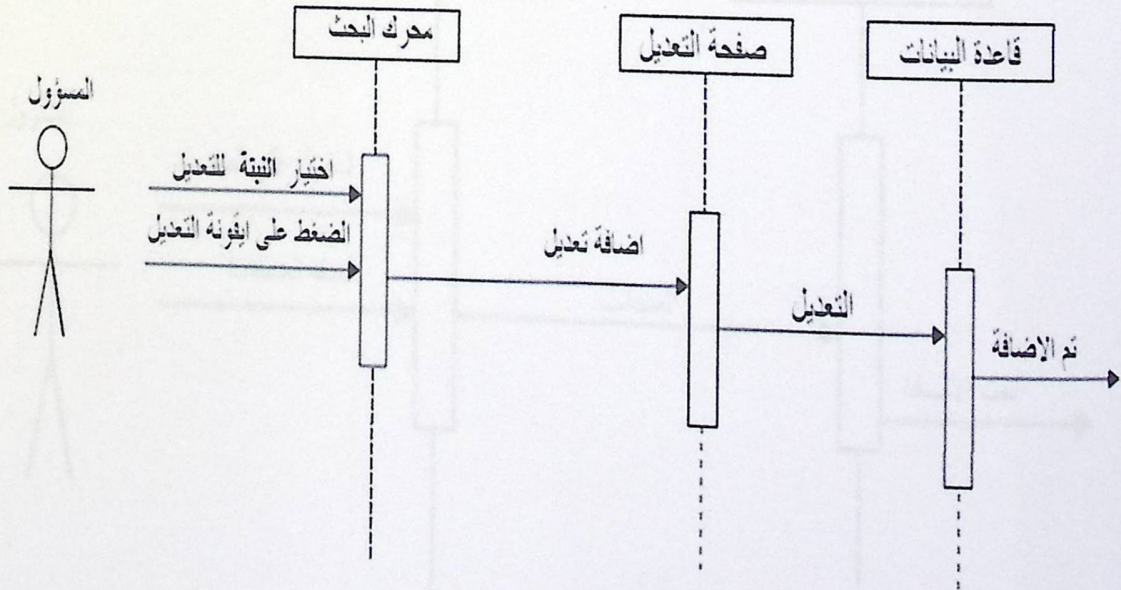 محرك البحث
صفحة التعديل
قاعدة البيانات
المسؤول
اختيار النبتة للتعديل
الضغط على ايقونة التعديل
اضافة تعديل
التعديل
تم الاضافة